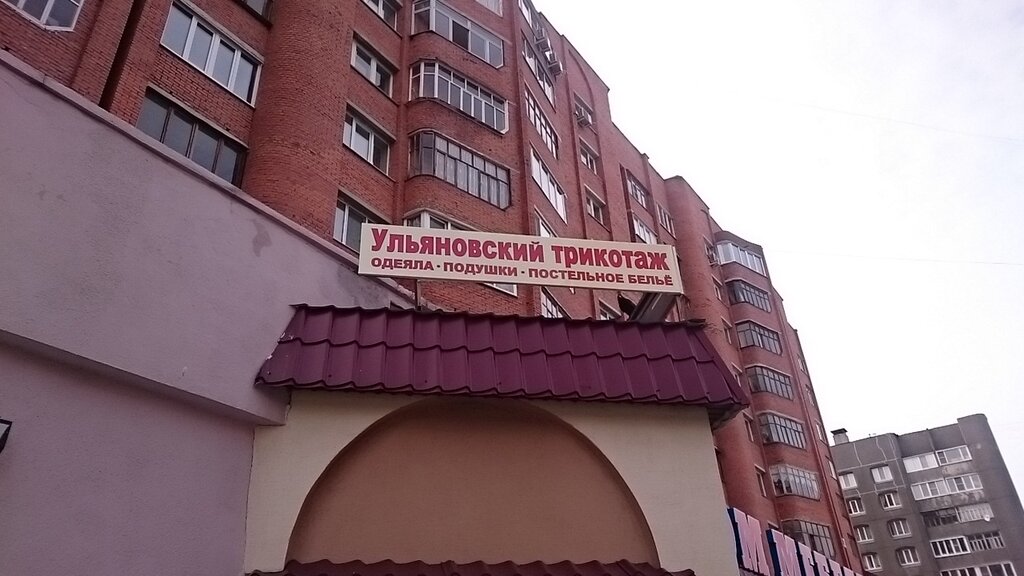 Ульяновский трикотаж
ОДЕЯЛА · ПОДУШКИ · ПОСТЕЛЬНОЕ БЕЛЬЁ